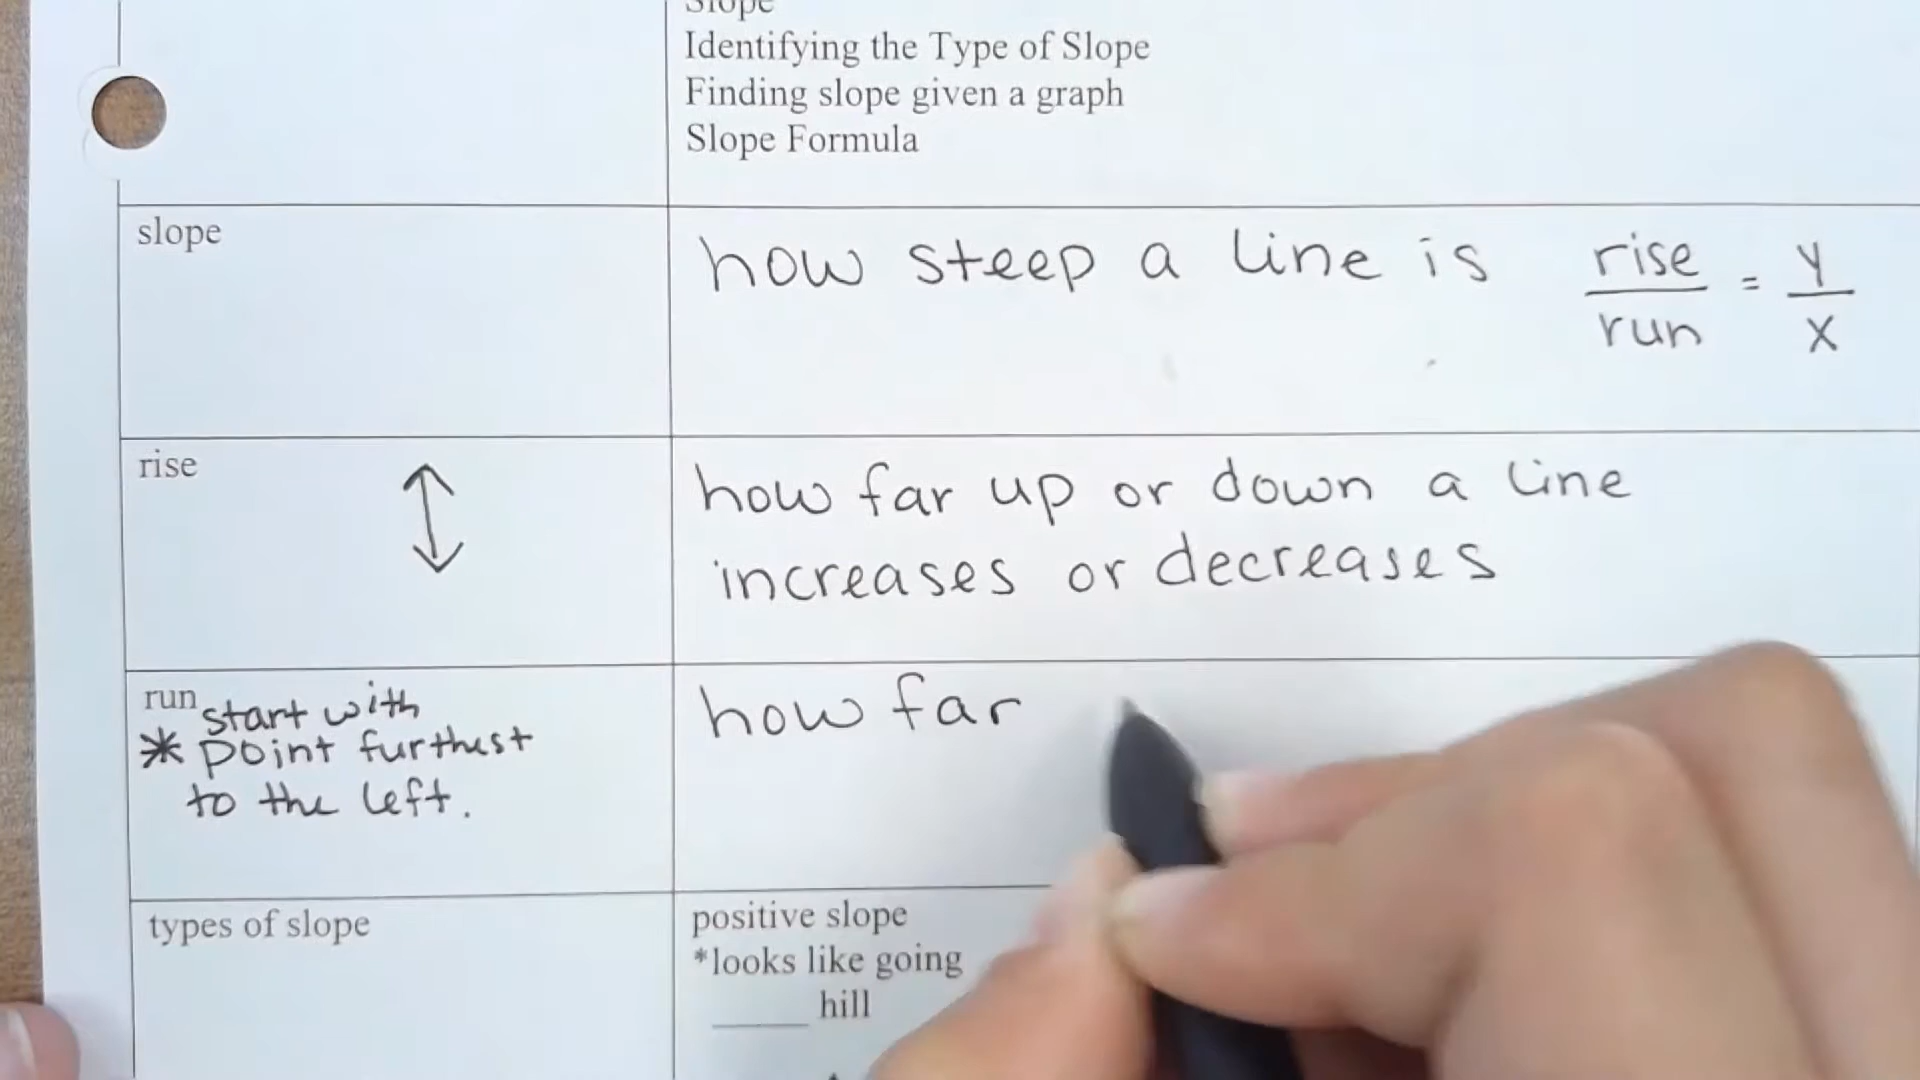 Slope
Identifying the Type of Slope
Finding slope given a graph
Slope Formula
slope
how steep a line is rise/run = y/x
rise
how far up or down a line
increases or decreases
run start with
* point furthest
to the left.
how far
types of slope
positive slope
*looks like going
____ hill